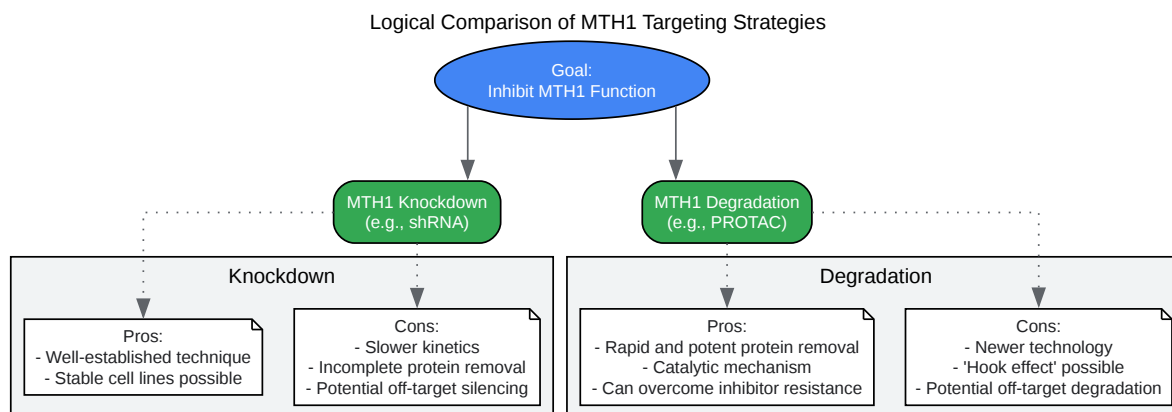 Logical Comparison of MTH1 Targeting Strategies
Goal:
Inhibit MTH1 Function
MTH1 Knockdown
(e.g., shRNA)
MTH1 Degradation
(e.g., PROTAC)
Knockdown
Pros:
- Well-established technique
- Stable cell lines possible
Cons:
- Slower kinetics
- Incomplete protein removal
- Potential off-target silencing
Degradation
Pros:
- Rapid and potent protein removal
- Catalytic mechanism
- Can overcome inhibitor resistance
Cons:
- Newer technology
- 'Hook effect' possible
- Potential off-target degradation